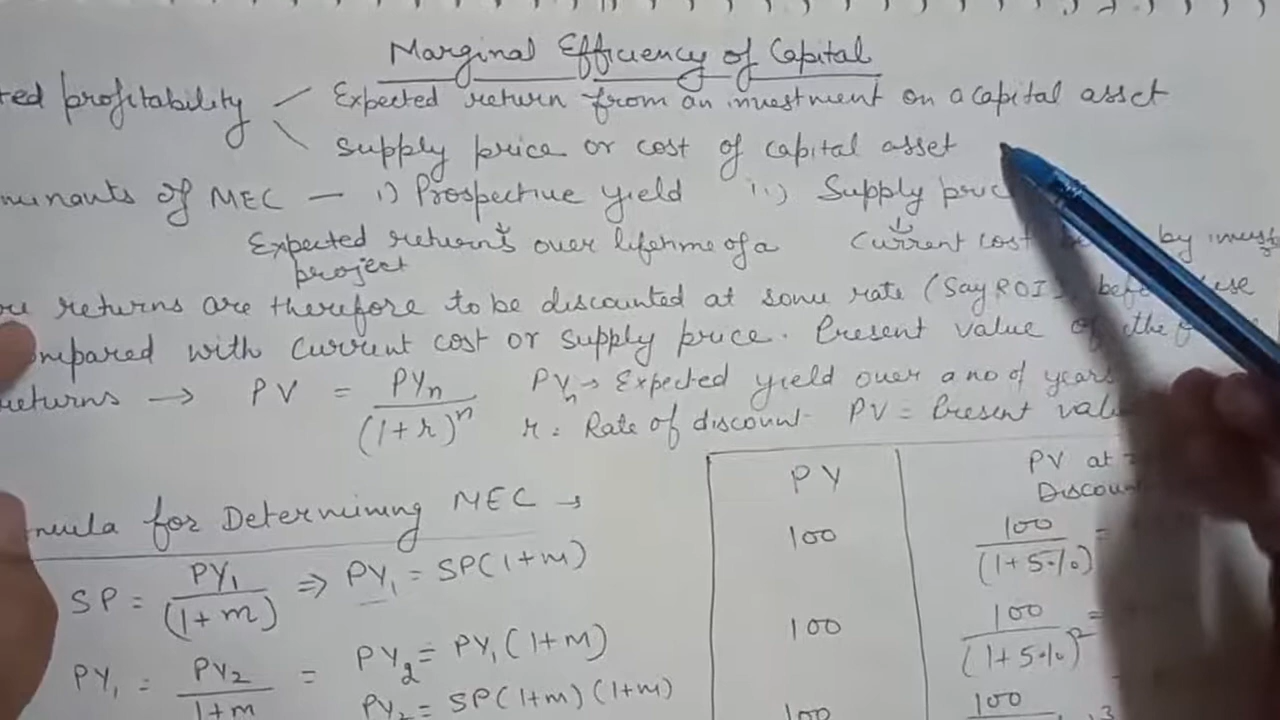 Marginal Efficiency of Capital
ted profitability Expected return from an investment on a capital asset
supply price or cost of capital asset
minants of MEC — i) Prospective yield ii) Supply pric
Expected returns over lifetime of a project current cost by invest
returns are therefore to be discounted at some rate (Say ROI) bef
ompared with current cost or supply price. Present value of the
returns → PV = PYn/(1+r)^n PYn → Expected yield over a no of years
r = Rate of discount PV = Present valu
mula for Determining MEC →
PY PV at
Discoun
100 100/(1+5%) =
SP = PY₁/(1+m) ⇒ PY₁ = SP(1+m)
100 100/(1+5%)² =
PY₁ = PY₂/1+m = PY₂ = PY₁(1+m)
PY₂ = SP(1+m)(1+m)
100 100